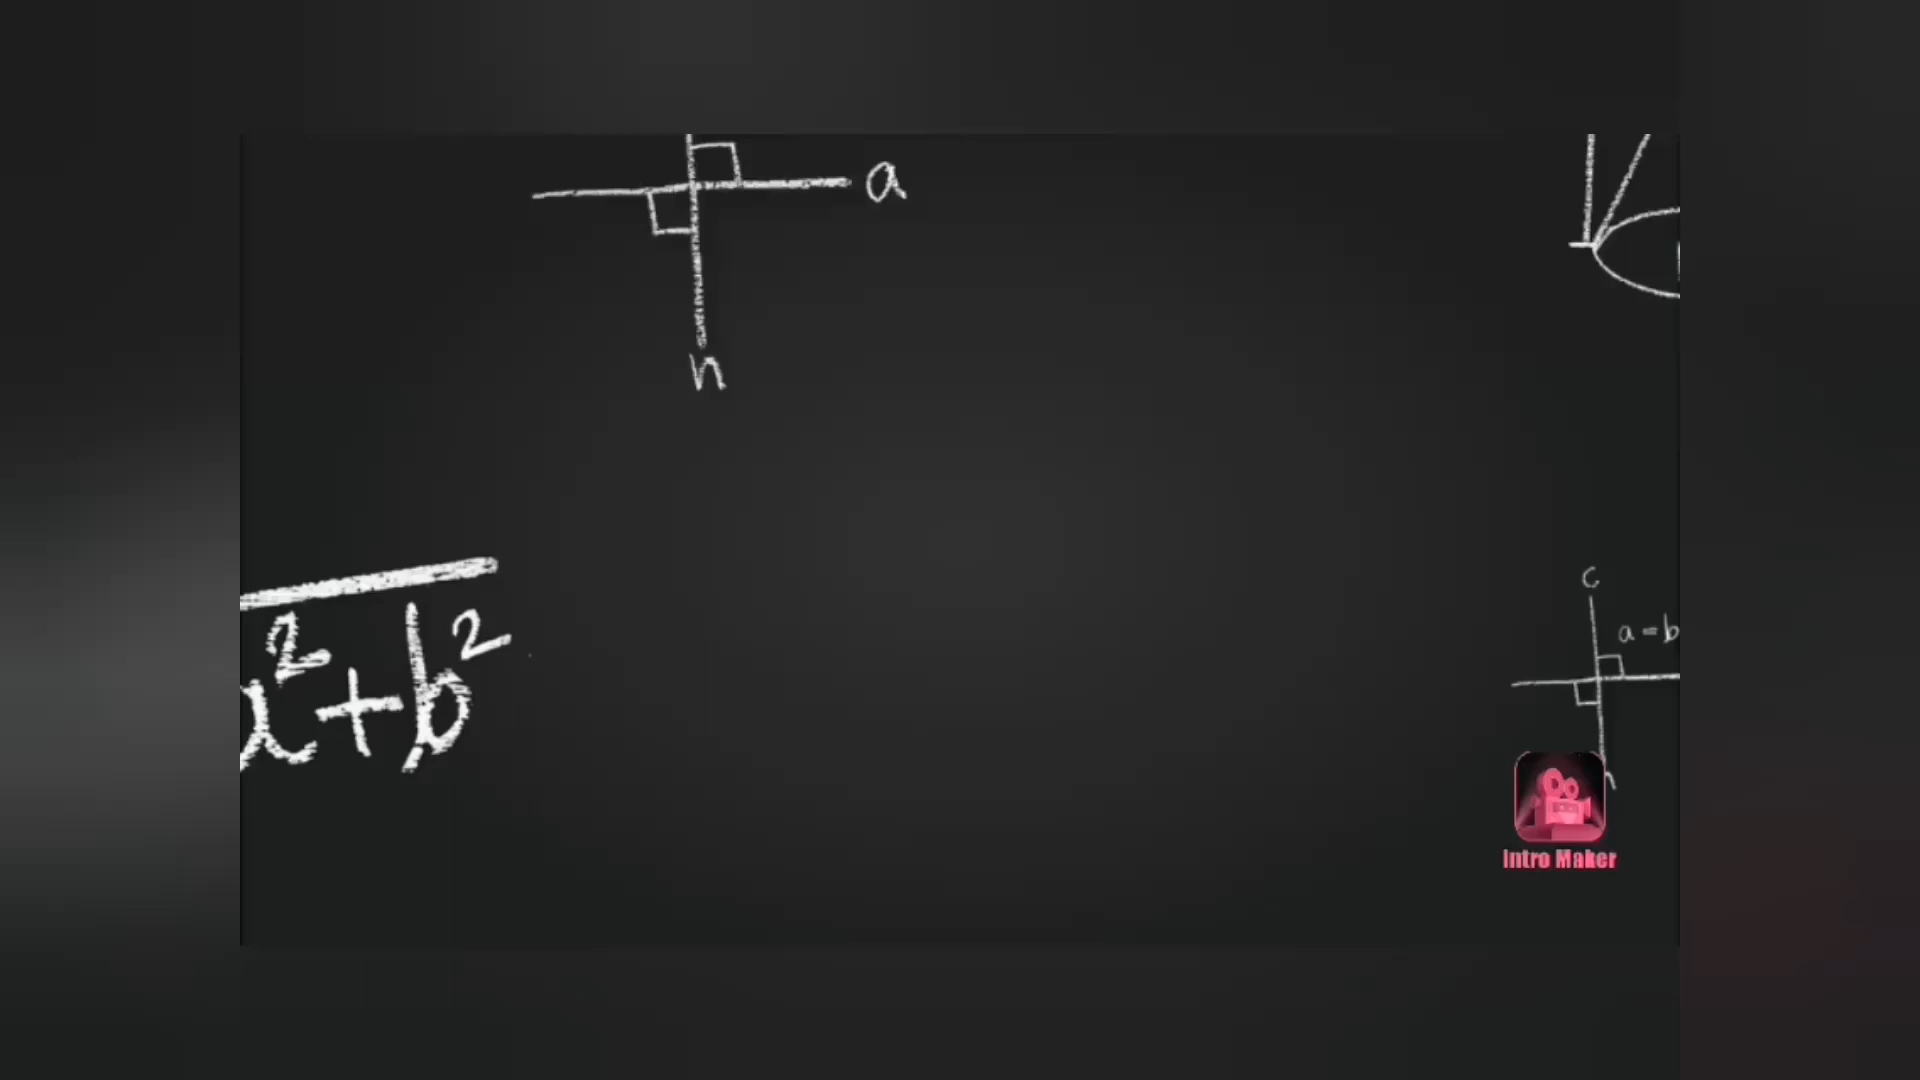 a
n
c
a = b
a²+b²
Intro Maker